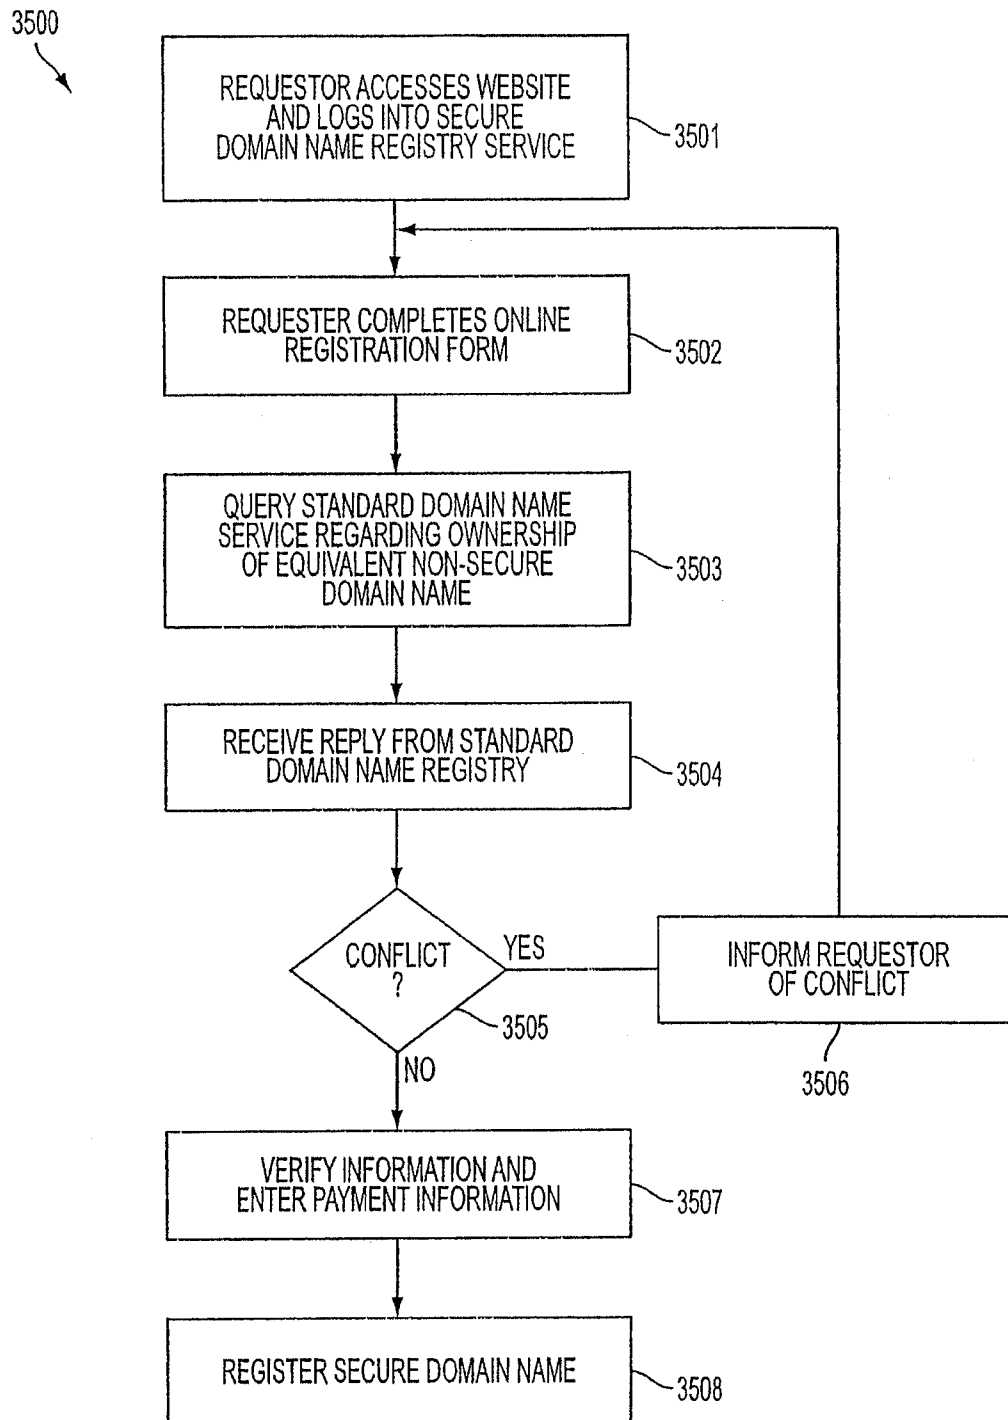 3500
REQUESTOR ACCESSES WEBSITE
AND LOGS INTO SECURE
DOMAIN NAME REGISTRY SERVICE
3501
REQUESTER COMPLETES ONLINE
REGISTRATION FORM
3502
QUERY STANDARD DOMAIN NAME
SERVICE REGARDING OWNERSHIP
OF EQUIVALENT NON-SECURE
DOMAIN NAME
3503
RECEIVE REPLY FROM STANDARD
DOMAIN NAME REGISTRY
3504
CONFLICT
?
YES
3505
NO
INFORM REQUESTOR
OF CONFLICT
3506
VERIFY INFORMATION AND
ENTER PAYMENT INFORMATION
3507
REGISTER SECURE DOMAIN NAME
3508